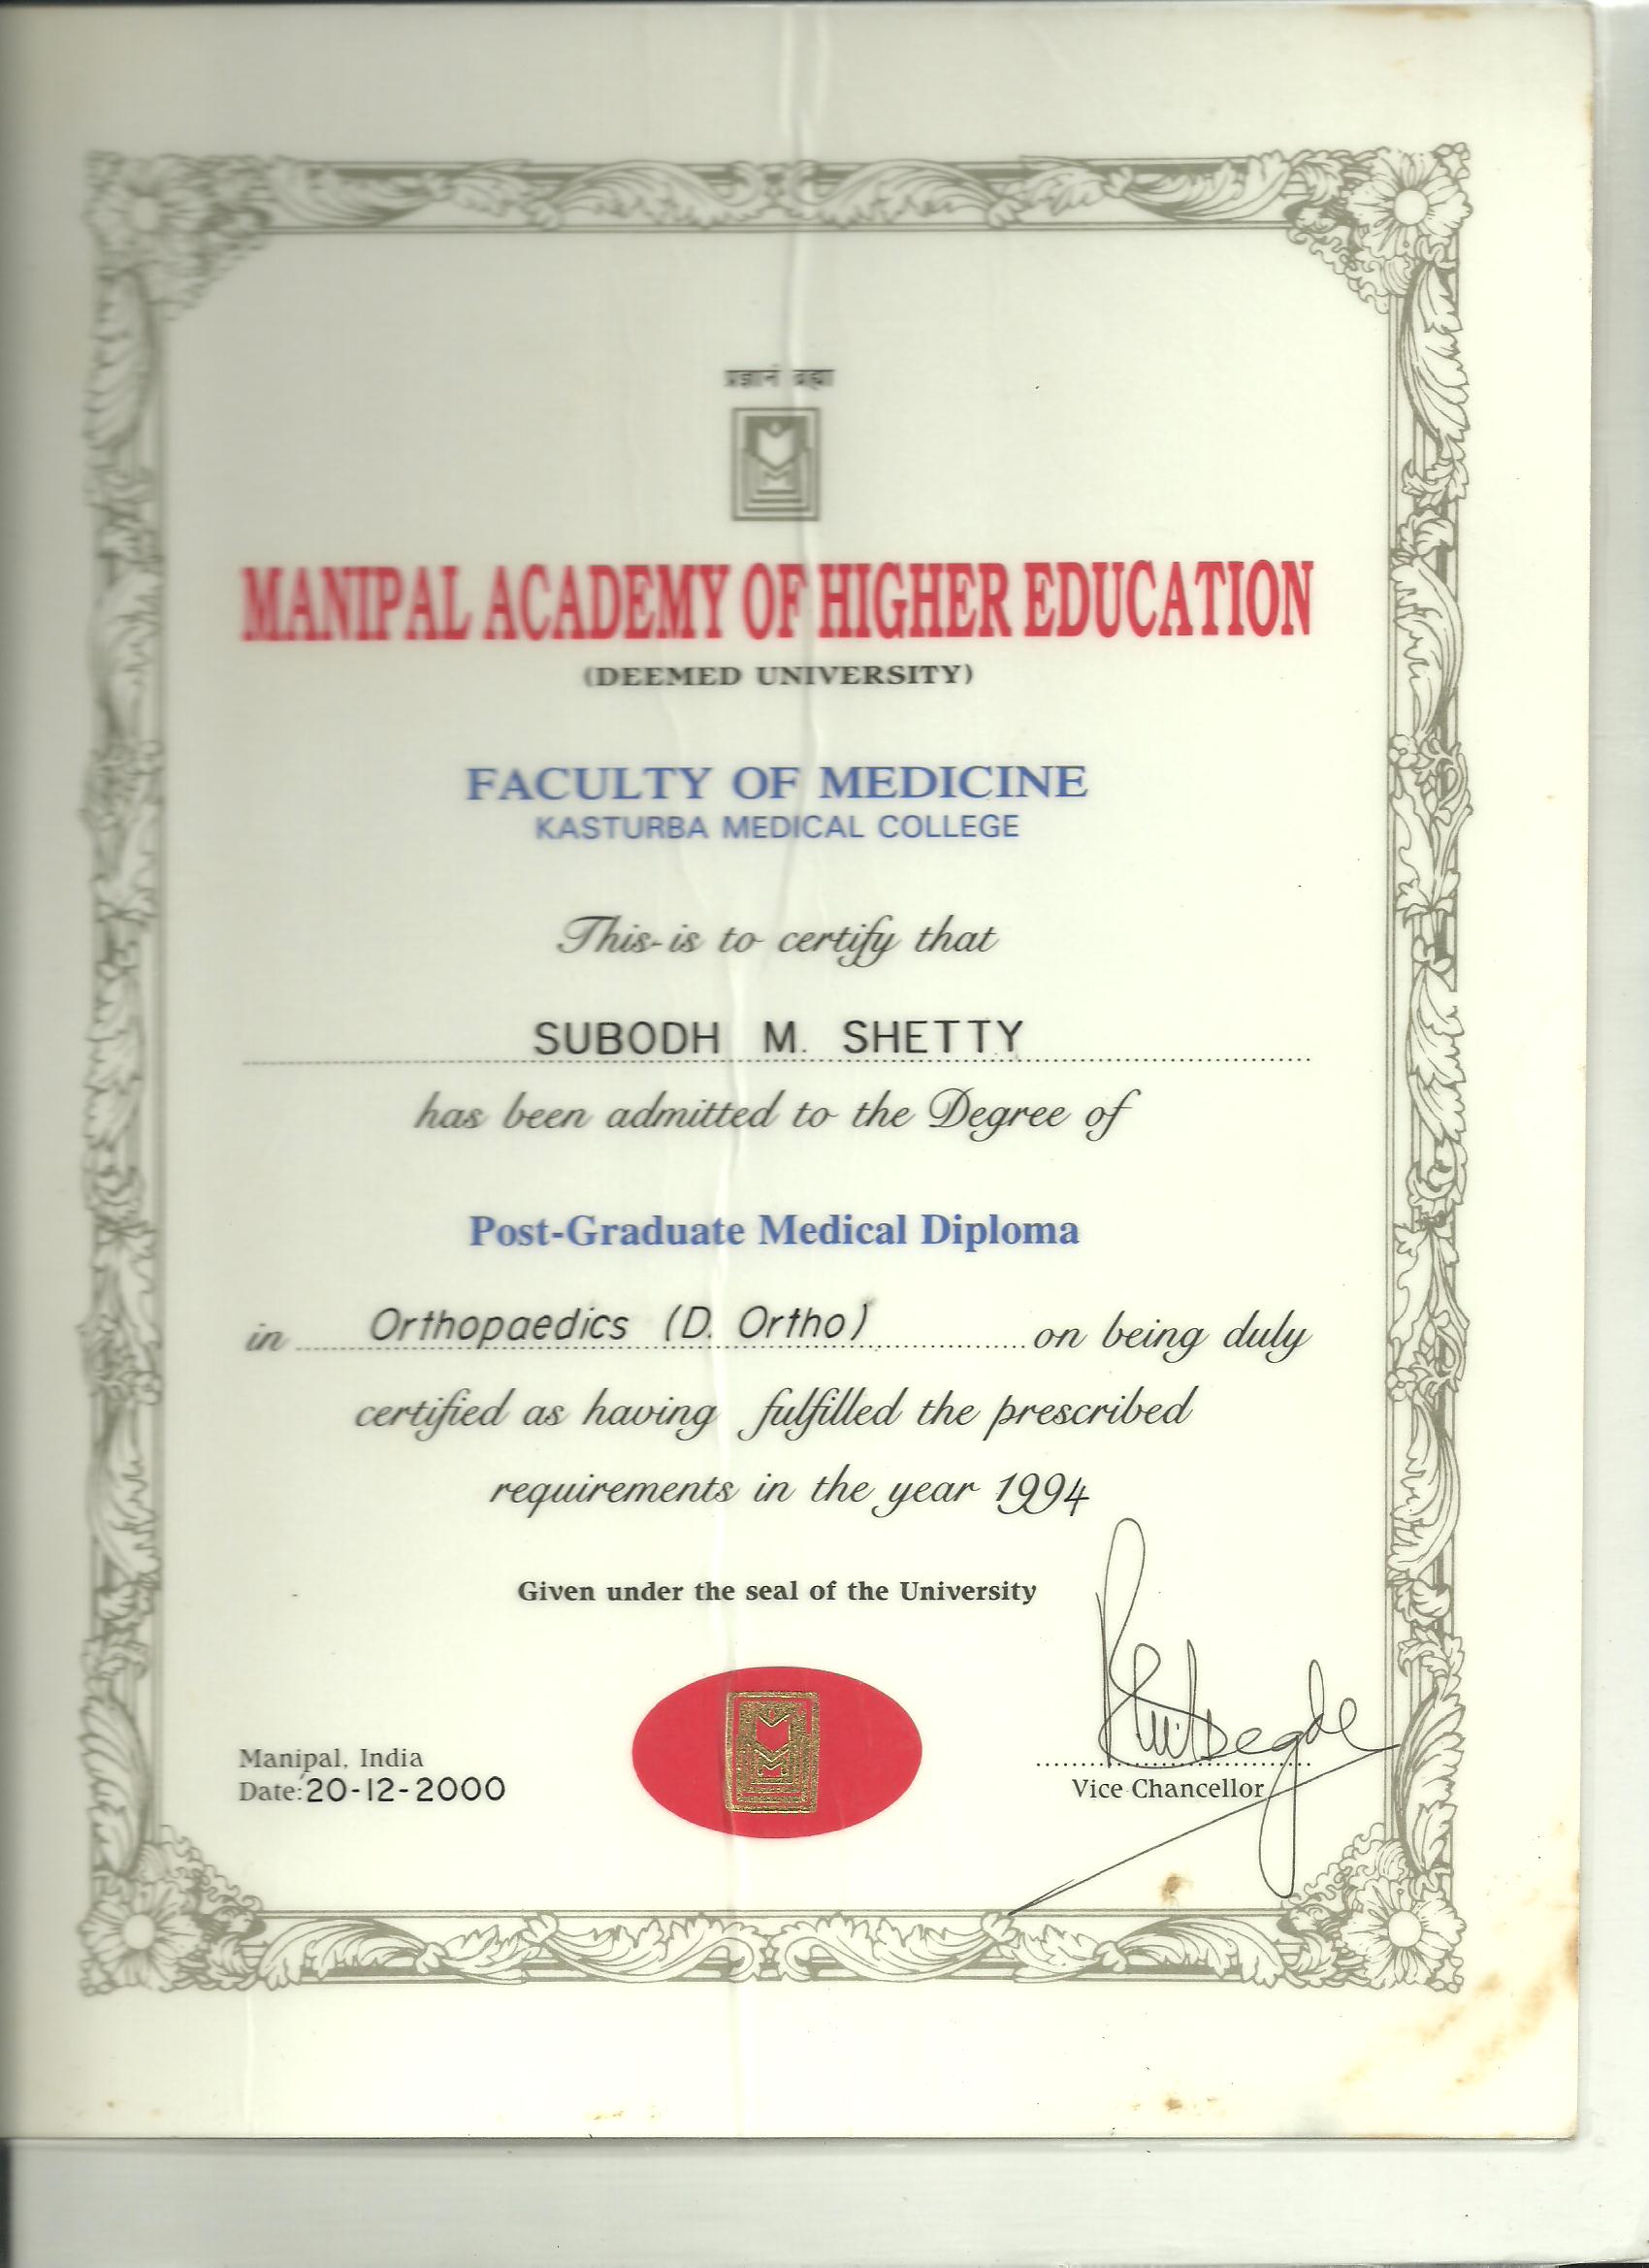 प्रज्ञानं ब्रह्म
MANIPAL ACADEMY OF HIGHER EDUCATION
(DEEMED UNIVERSITY)
FACULTY OF MEDICINE
KASTURBA MEDICAL COLLEGE
This is to certify that
SUBODH M. SHETTY
has been admitted to the Degree of
Post-Graduate Medical Diploma
in Orthopaedics (D. Ortho) on being duly
certified as having fulfilled the prescribed
requirements in the year 1994
Given under the seal of the University
Manipal, India
Date: 20-12-2000
Vice Chancellor